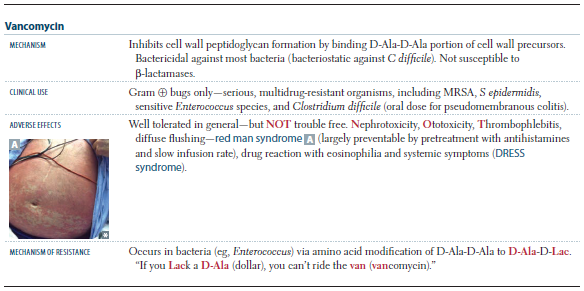 Vancomycin
MECHANISM
Inhibits cell wall peptidoglycan formation by binding D-Ala-D-Ala portion of cell wall precursors.
Bactericidal against most bacteria (bacteriostatic against C difficile). Not susceptible to
β-lactamases.
CLINICAL USE
Gram ⊕ bugs only—serious, multidrug-resistant organisms, including MRSA, S epidermidis,
sensitive Enterococcus species, and Clostridium difficile (oral dose for pseudomembranous colitis).
ADVERSE EFFECTS
Well tolerated in general—but NOT trouble free. Nephrotoxicity, Ototoxicity, Thrombophlebitis,
diffuse flushing—red man syndrome A (largely preventable by pretreatment with antihistamines
and slow infusion rate), drug reaction with eosinophilia and systemic symptoms (DRESS
syndrome).
A
MECHANISM OF RESISTANCE
Occurs in bacteria (eg, Enterococcus) via amino acid modification of D-Ala-D-Ala to D-Ala-D-Lac.
“If you Lack a D-Ala (dollar), you can’t ride the van (vancomycin).”